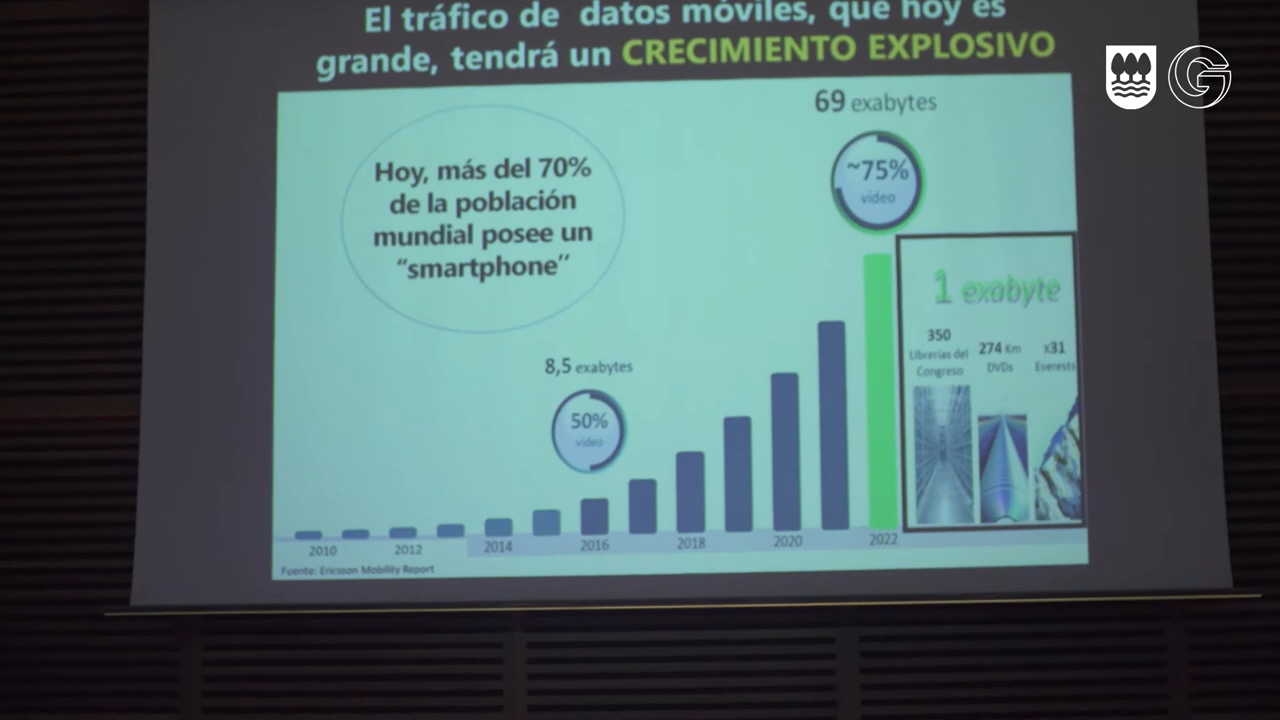 El tráfico de datos móviles, que hoy es
grande, tendrá un CRECIMIENTO EXPLOSIVO
Hoy, más del 70%
de la población
mundial posee un
“smartphone”
69 exabytes
~75%
vídeo
8,5 exabytes
50%
vídeo
1 exabyte
350
Librerías del
Congreso
274 Km
DVDs
x31
Everests
2010
2012
2014
2016
2018
2020
2022
Fuente: Ericsson Mobility Report
G